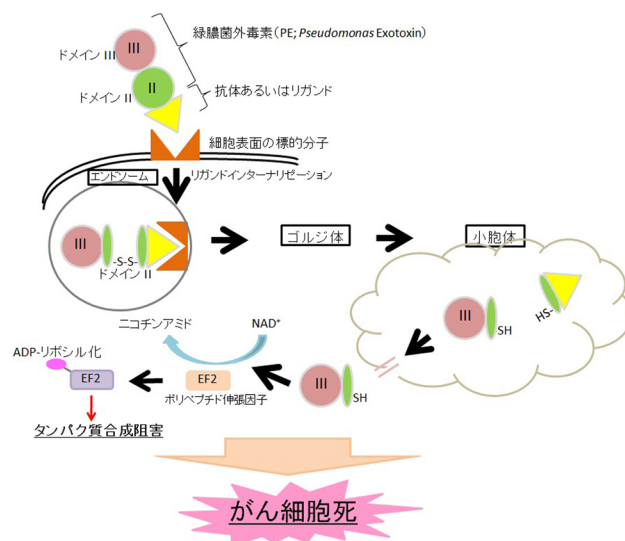 緑膿菌外毒素(PE; Pseudomonas Exotoxin)
ドメイン III
III
ドメイン II
II
抗体あるいはリガンド
細胞表面の標的分子
エンドソーム
リガンドインターナリゼーション
III
-S-S-
ドメイン II
ゴルジ体
小胞体
III
SH
HS-
ニコチンアミド
NAD⁺
ADP-リボシル化
EF2
EF2
III
SH
ポリペプチド伸張因子
タンパク質合成阻害
がん細胞死